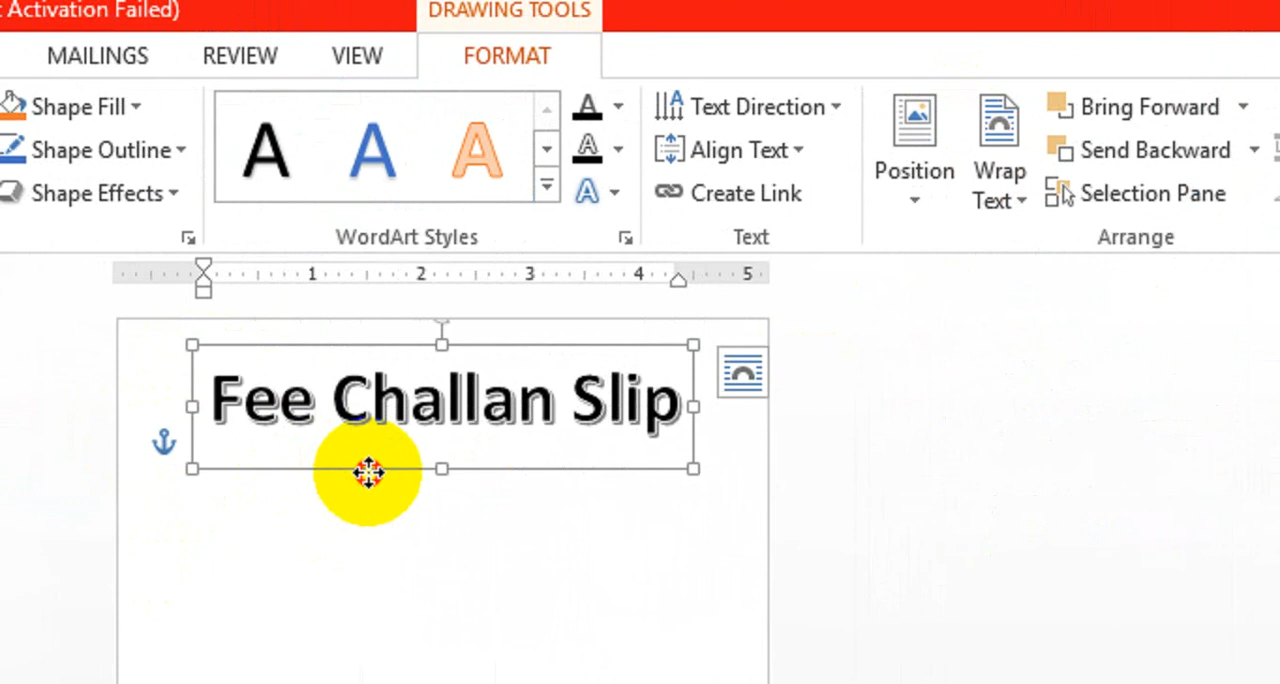 : Activation Failed)
DRAWING TOOLS
MAILINGS REVIEW VIEW FORMAT
Shape Fill
Shape Outline
Shape Effects
A A A
A
A
A
Text Direction
Align Text
Create Link
Position
Wrap
Text
Bring Forward
Send Backward
Selection Pane
WordArt Styles
Text
Arrange
1 2 3 4 5
Fee Challan Slip